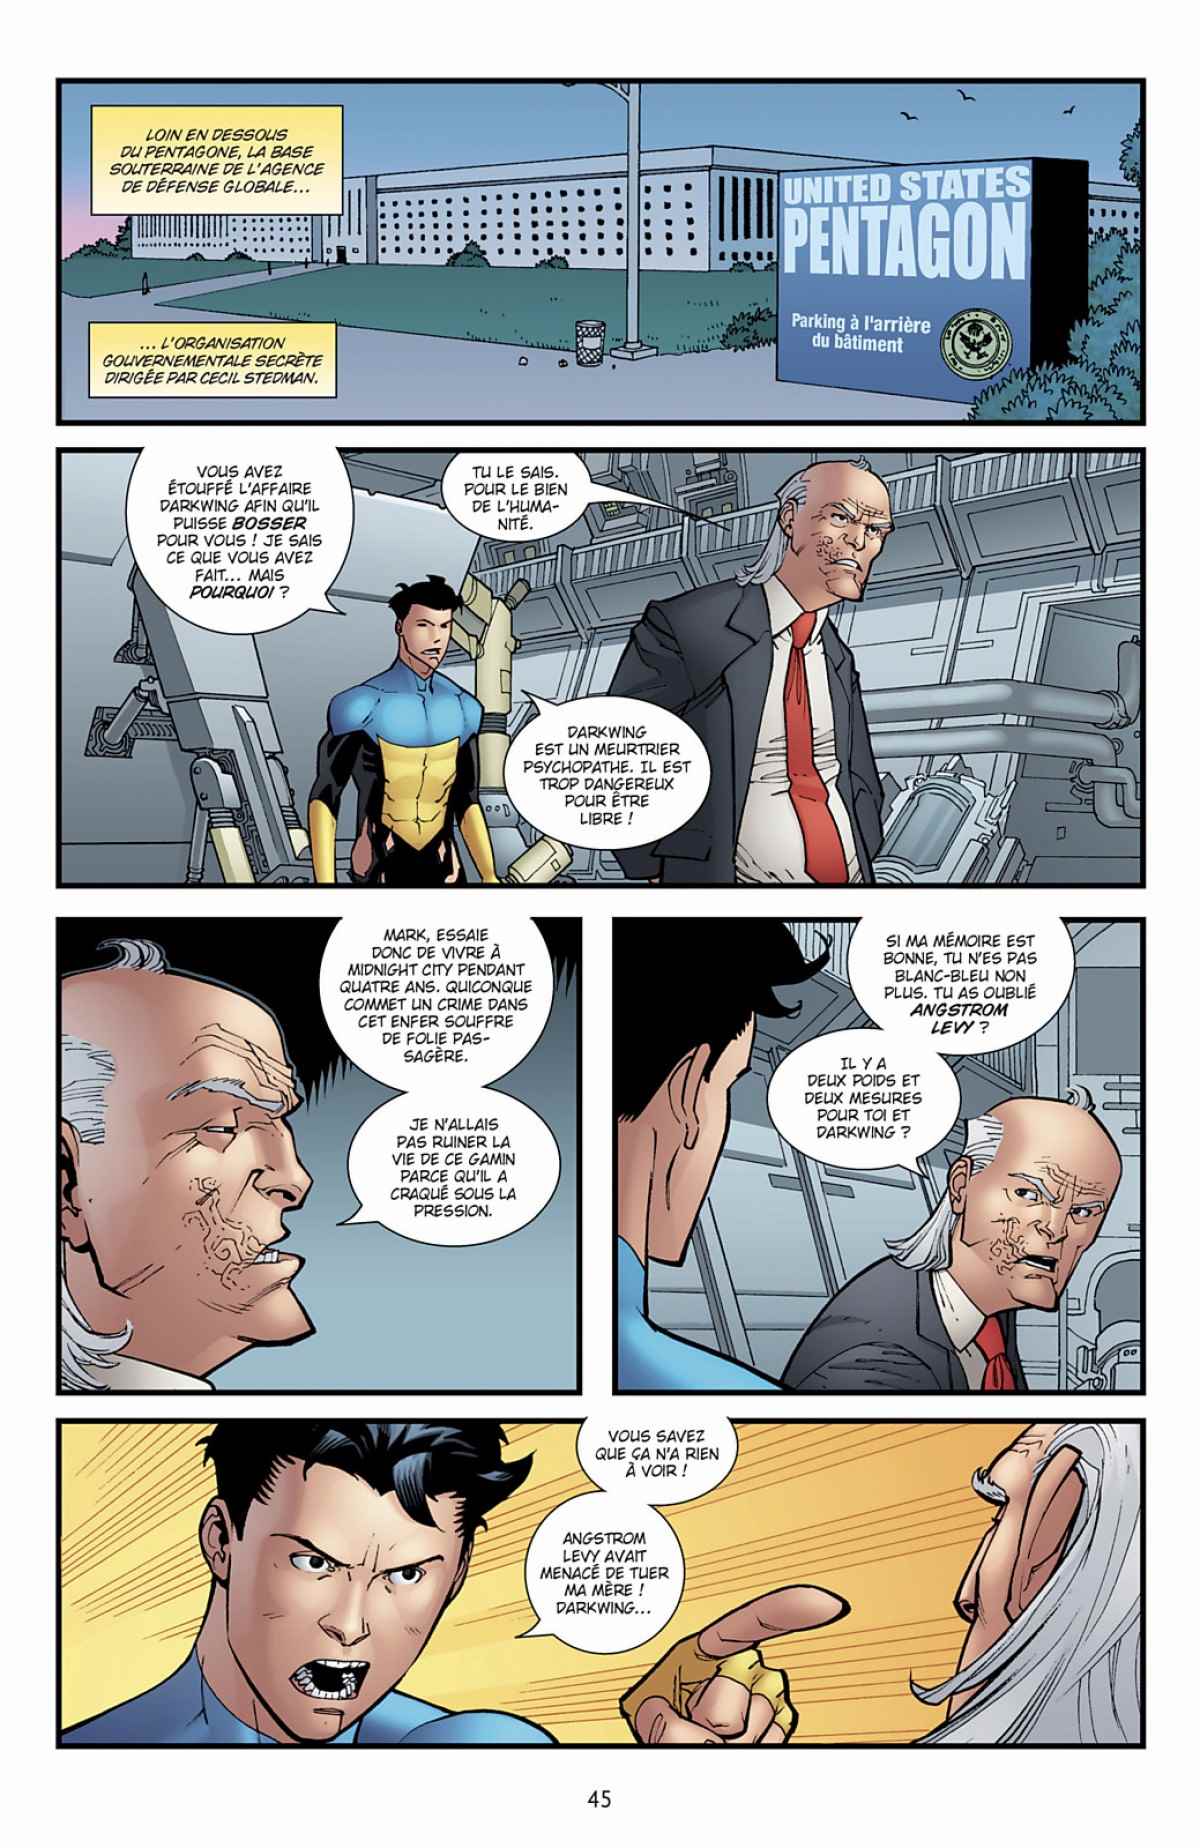 LOIN EN DESSOUS
DU PENTAGONE, LA BASE
SOUTERRAINE DE L'AGENCE
DE DÉFENSE GLOBALE...
UNITED STATES
PENTAGON
Parking à l'arrière
du bâtiment
... L'ORGANISATION
GOUVERNEMENTALE SECRÈTE
DIRIGÉE PAR CECIL STEDMAN.
VOUS AVEZ
ÉTOUFFÉ L'AFFAIRE
DARKWING AFIN QU'IL
PUISSE BOSSER
POUR VOUS ! JE SAIS
CE QUE VOUS AVEZ
FAIT... MAIS
POURQUOI ?
TU LE SAIS.
POUR LE BIEN
DE L'HUMA-
NITÉ.
DARKWING
EST UN MEURTRIER
PSYCHOPATHE. IL EST
TROP DANGEREUX
POUR ÊTRE
LIBRE !
MARK, ESSAIE
DONC DE VIVRE À
MIDNIGHT CITY PENDANT
QUATRE ANS. QUICONQUE
COMMET UN CRIME DANS
CET ENFER SOUFFRE
DE FOLIE PAS-
SAGÈRE.
JE N'ALLAIS
PAS RUINER LA
VIE DE CE GAMIN
PARCE QU'IL A
CRAQUÉ SOUS LA
PRESSION.
SI MA MÉMOIRE EST
BONNE, TU N'ES PAS
BLANC-BLEU NON
PLUS. TU AS OUBLIÉ
ANGSTROM
LEVY ?
IL Y A
DEUX POIDS ET
DEUX MESURES
POUR TOI ET
DARKWING ?
VOUS SAVEZ
QUE ÇA N'A RIEN
À VOIR !
ANGSTROM
LEVY AVAIT
MENACÉ DE TUER
MA MÈRE !
DARKWING...
45